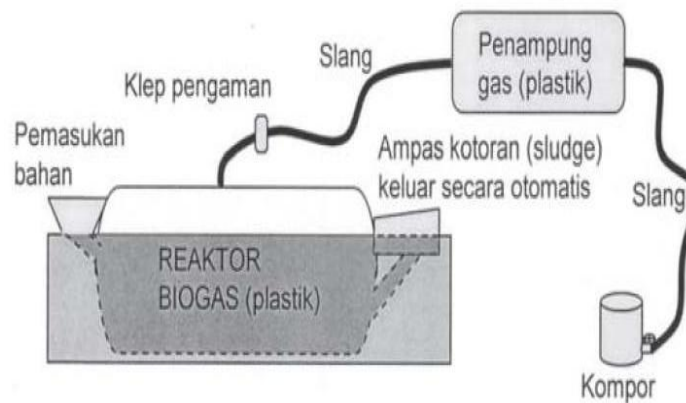 Penampung
gas (plastik)
Slang
Klep pengaman
Pemasukan
bahan
Ampas kotoran (sludge)
keluar secara otomatis
Slang
REAKTOR
BIOGAS (plastik)
Kompor